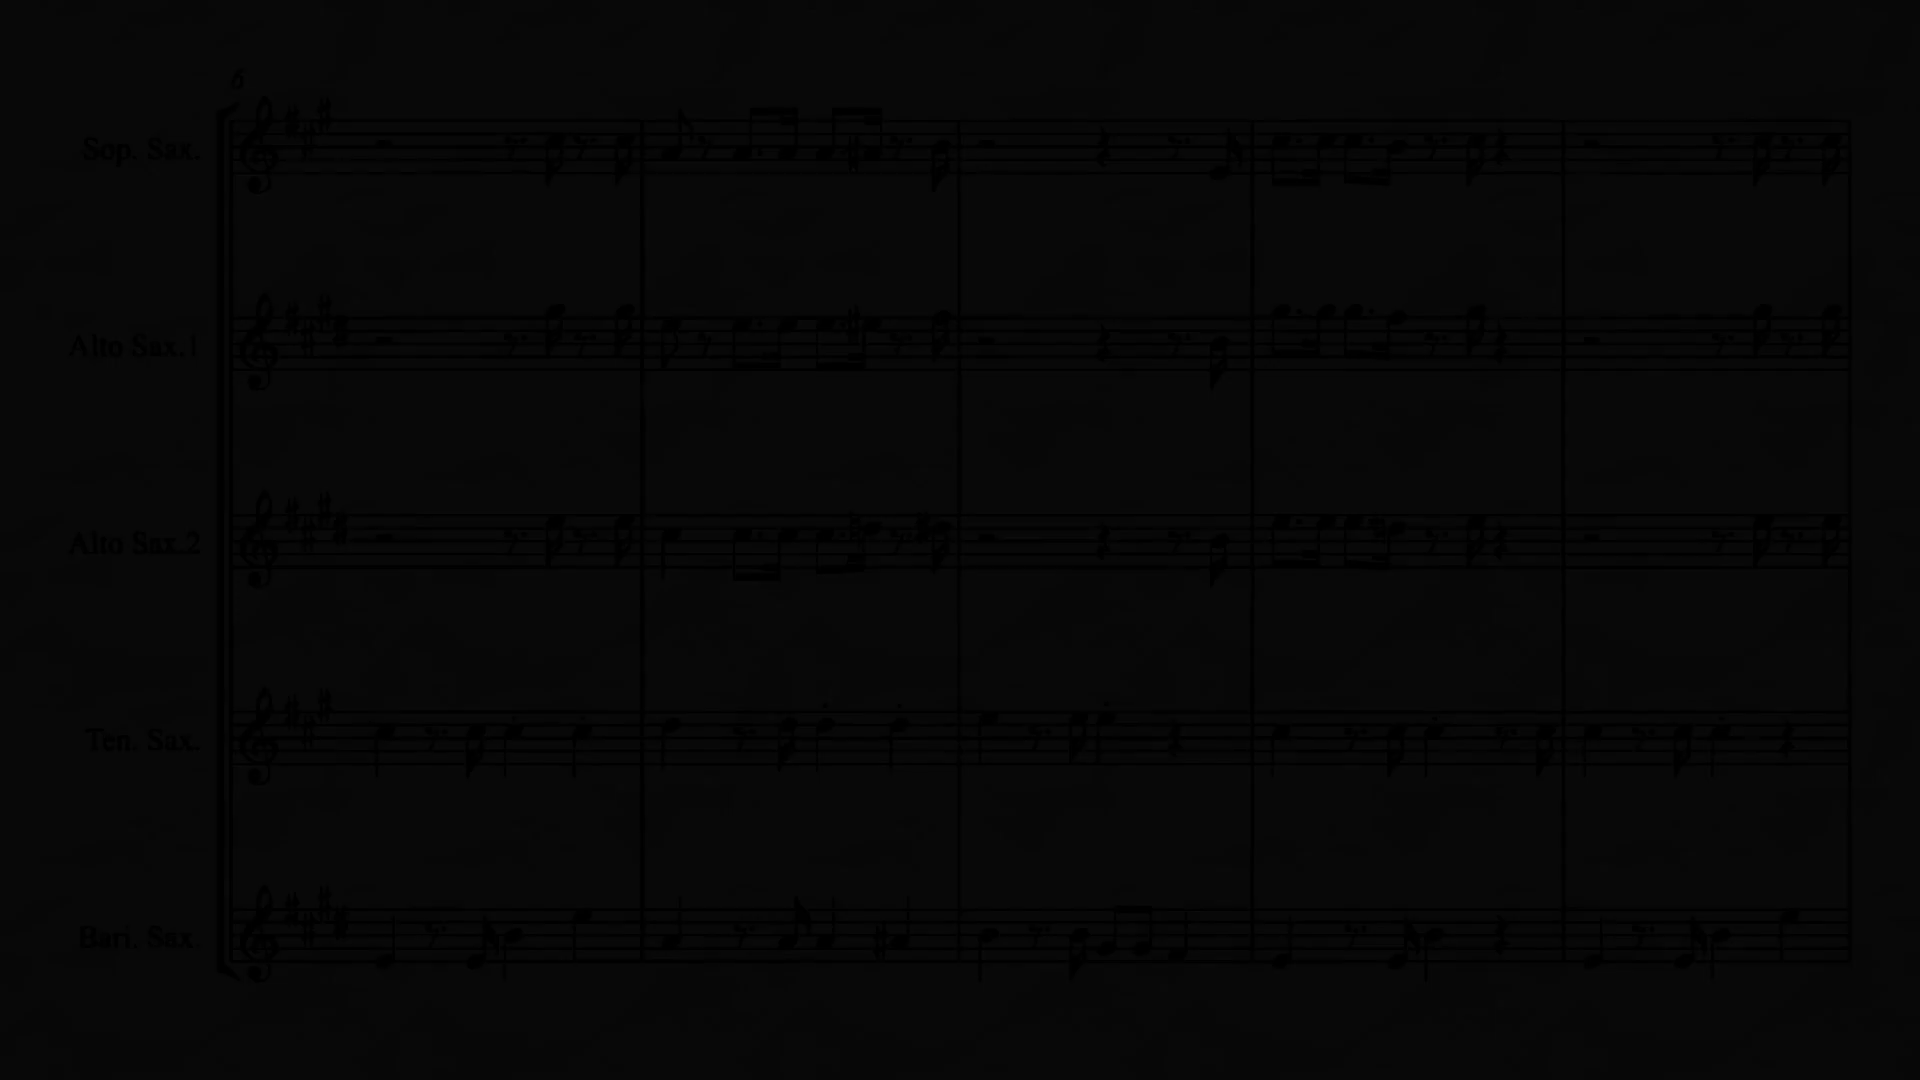 6
Sop. Sax.
Alto Sax.1
Alto Sax.2
Ten. Sax.
Bari. Sax